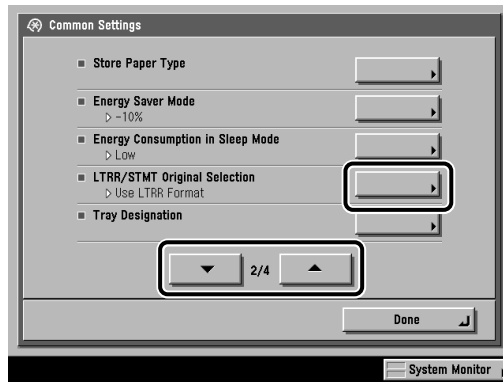 Common Settings
Store Paper Type
Energy Saver Mode
-10%
Energy Consumption in Sleep Mode
Low
LTRR/STMT Original Selection
Use LTRR Format
Tray Designation
2/4
Done
System Monitor